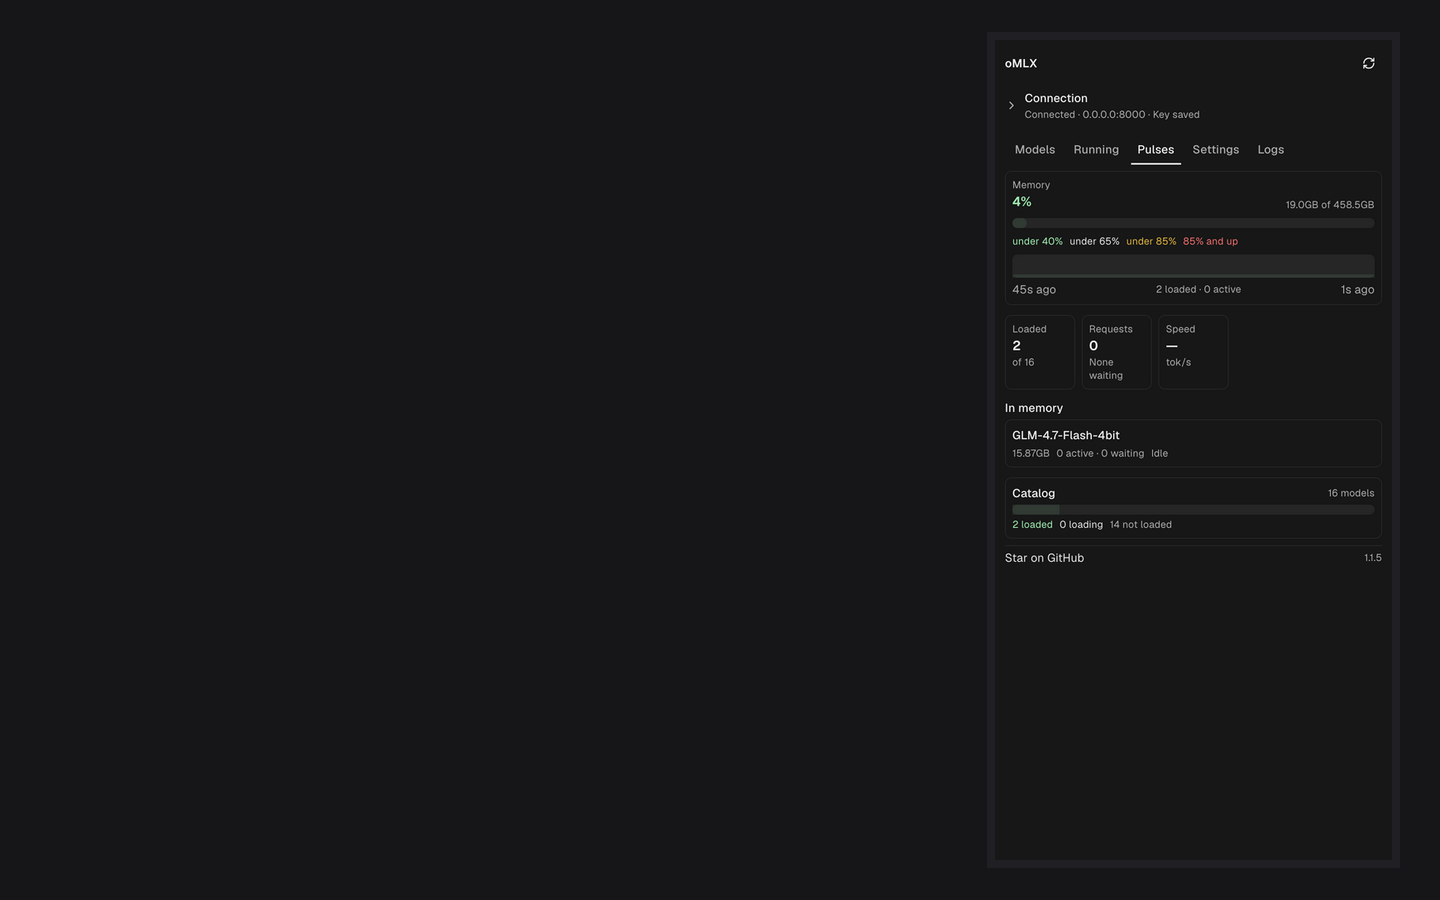 oMLX
Connection
Connected · 0.0.0.0:8000 · Key saved
Models Running Pulses Settings Logs
Memory
4%
19.0GB of 458.5GB
under 40% under 65% under 85% 85% and up
45s ago 2 loaded · 0 active 1s ago
Loaded
2
of 16
Requests
0
None
waiting
Speed
—
tok/s
In memory
GLM-4.7-Flash-4bit
15.87GB 0 active · 0 waiting Idle
Catalog 16 models
2 loaded 0 loading 14 not loaded
Star on GitHub 1.1.5